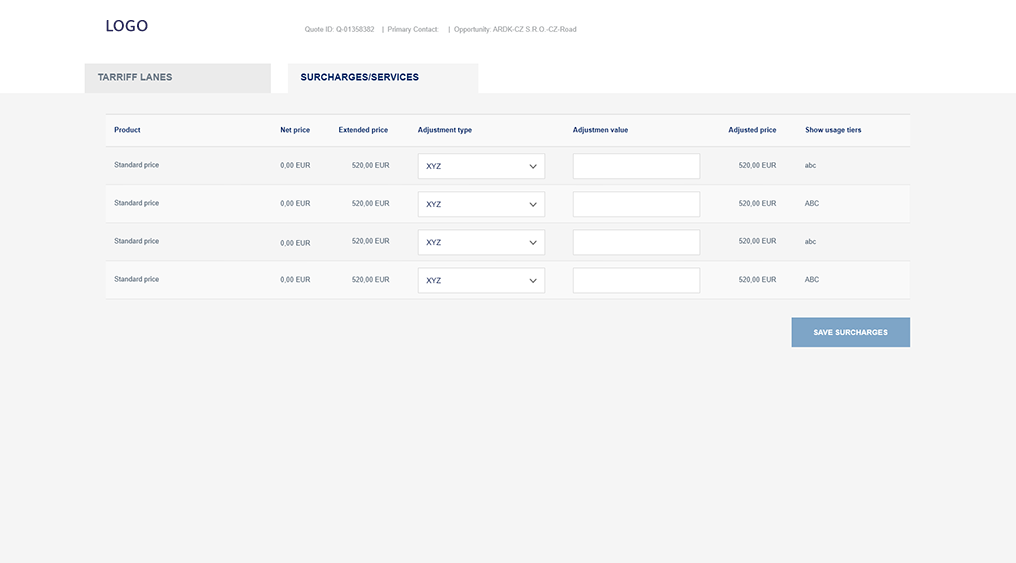 LOGO
Quote ID: Q-01358382 | Primary Contact: | Opportunity: ARDK-CZ S.R.O.-CZ-Road
TARRIFF LANES SURCHARGES/SERVICES
Product Net price Extended price Adjustment type Adjustmen value Adjusted price Show usage tiers
Standard price 0,00 EUR 520,00 EUR XYZ 520,00 EUR abc
Standard price 0,00 EUR 520,00 EUR XYZ 520,00 EUR ABC
Standard price 0,00 EUR 520,00 EUR XYZ 520,00 EUR abc
Standard price 0,00 EUR 520,00 EUR XYZ 520,00 EUR ABC
SAVE SURCHARGES